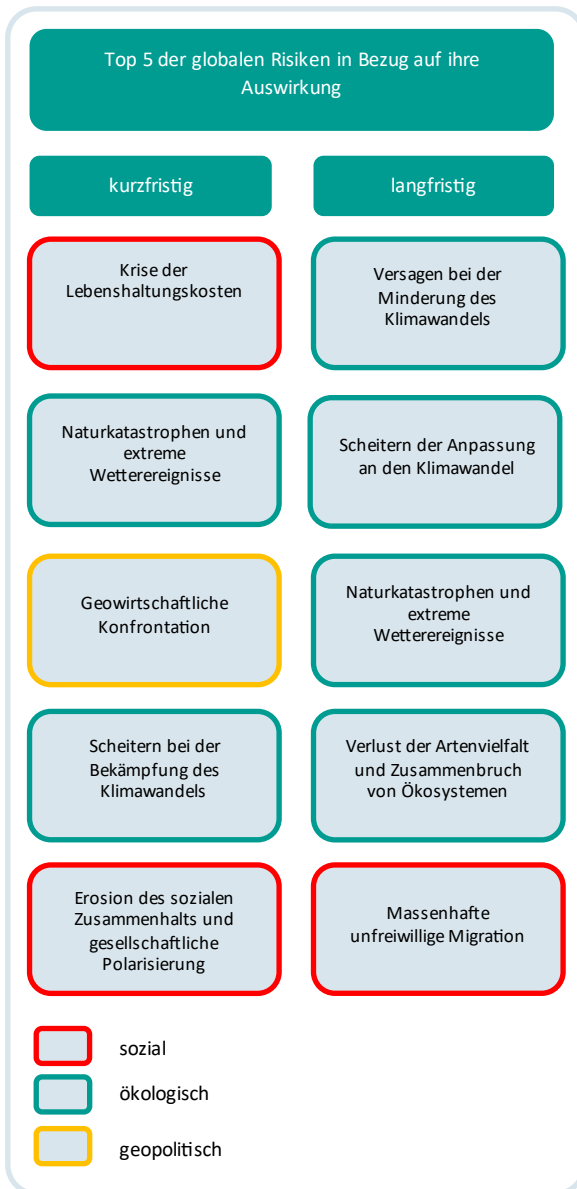 Top 5 der globalen Risiken in Bezug auf ihre
Auswirkung
kurzfristig
langfristig
Krise der
Lebenshaltungskosten
Versagen bei der
Minderung des
Klimawandels
Naturkatastrophen und
extreme
Wetterereignisse
Scheitern der Anpassung
an den Klimawandel
Geowirtschaftliche
Konfrontation
Naturkatastrophen und
extreme
Wetterereignisse
Scheitern bei der
Bekämpfung des
Klimawandels
Verlust der Artenvielfalt
und Zusammenbruch
von Ökosystemen
Erosion des sozialen
Zusammenhalts und
gesellschaftliche
Polarisierung
Massenhafte
unfreiwillige Migration
sozial
ökologisch
geopolitisch